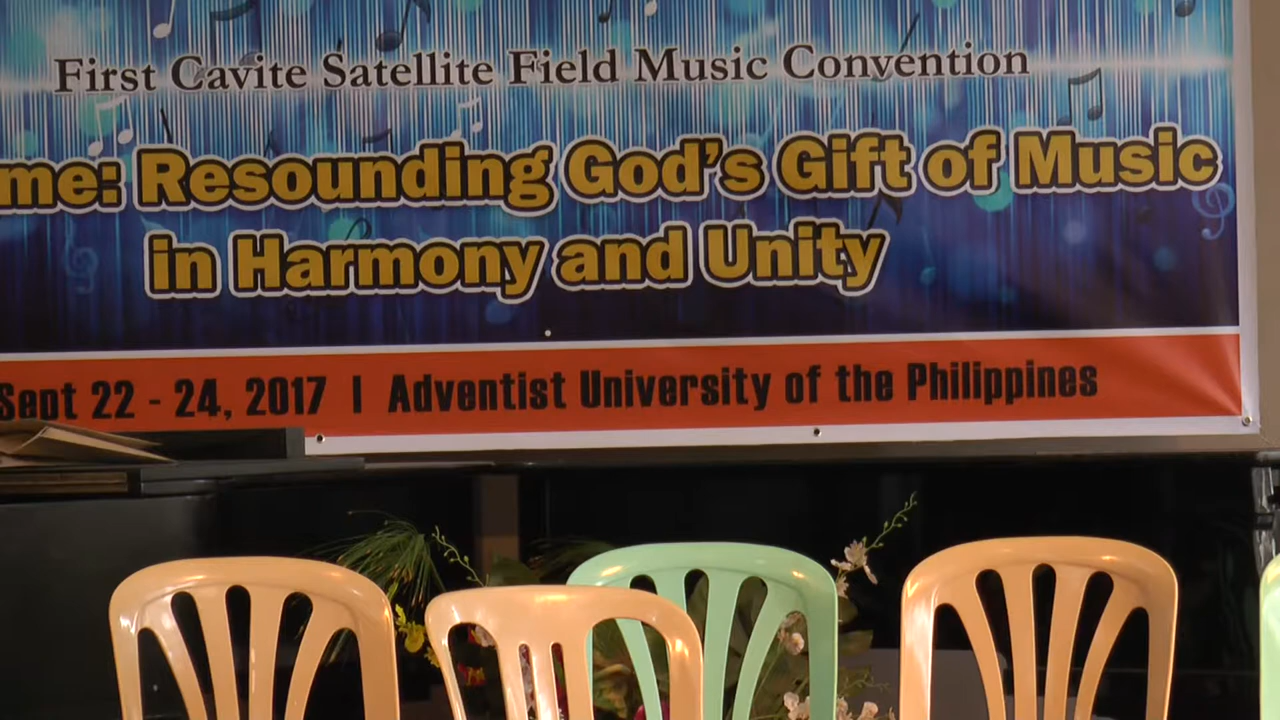 First Cavite Satellite Field Music Convention
me: Resounding God's Gift of Music
in Harmony and Unity
Sept 22 - 24, 2017 | Adventist University of the Philippines